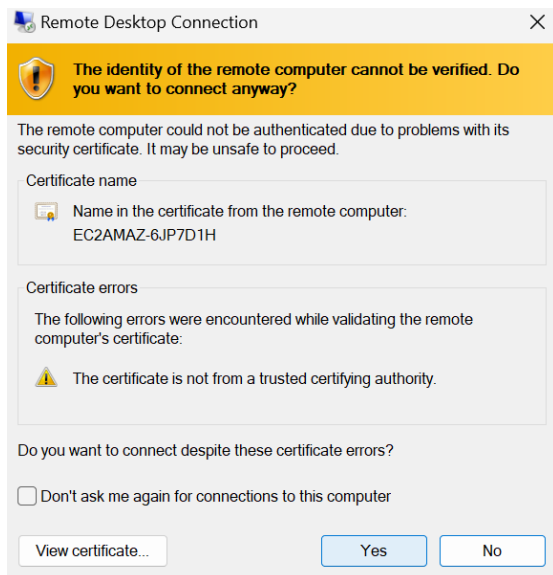 Remote Desktop Connection
The identity of the remote computer cannot be verified. Do
you want to connect anyway?
The remote computer could not be authenticated due to problems with its
security certificate. It may be unsafe to proceed.
Certificate name
Name in the certificate from the remote computer:
EC2AMAZ-6JP7D1H
Certificate errors
The following errors were encountered while validating the remote
computer's certificate:
The certificate is not from a trusted certifying authority.
Do you want to connect despite these certificate errors?
Don't ask me again for connections to this computer
View certificate...
Yes
No